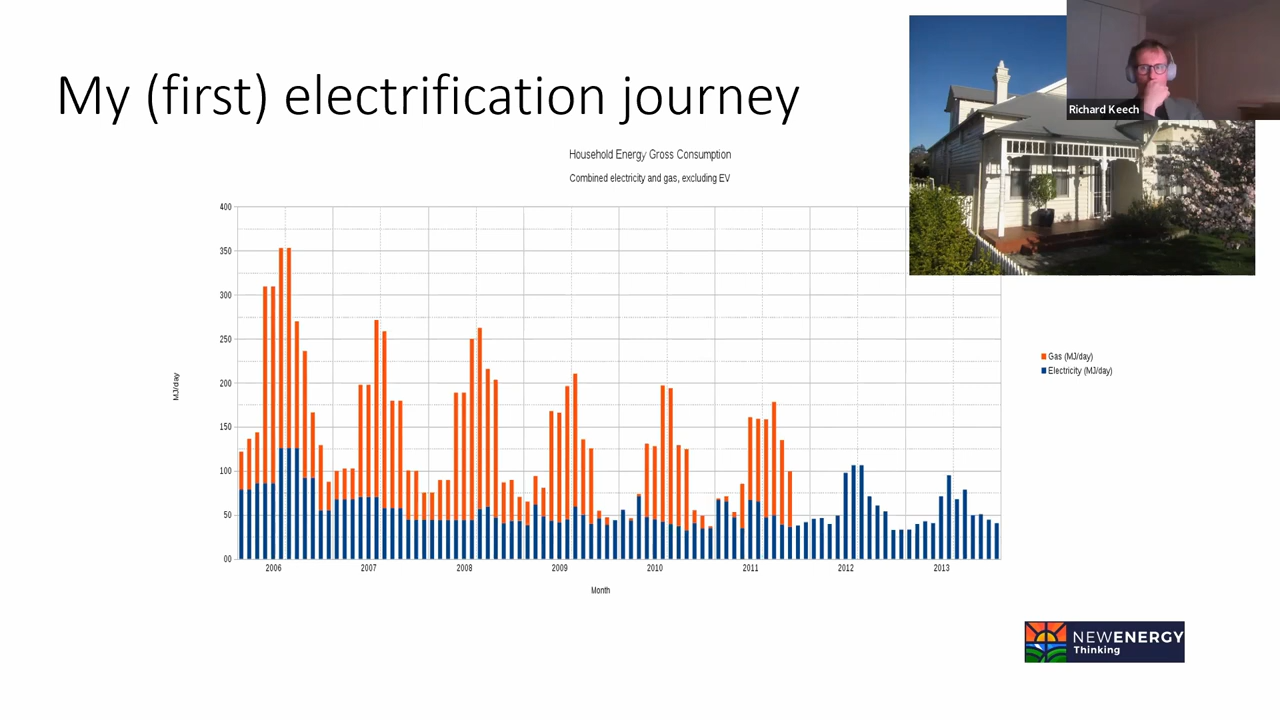 My (first) electrification journey
Richard Keech
Household Energy Gross Consumption
Combined electricity and gas, excluding EV
400
350
300
250
200
150
100
50
00
MJ/day
2006 2007 2008 2009 2010 2011 2012 2013
Month
Gas (MJ/day)
Electricity (MJ/day)
NEWENERGY
Thinking